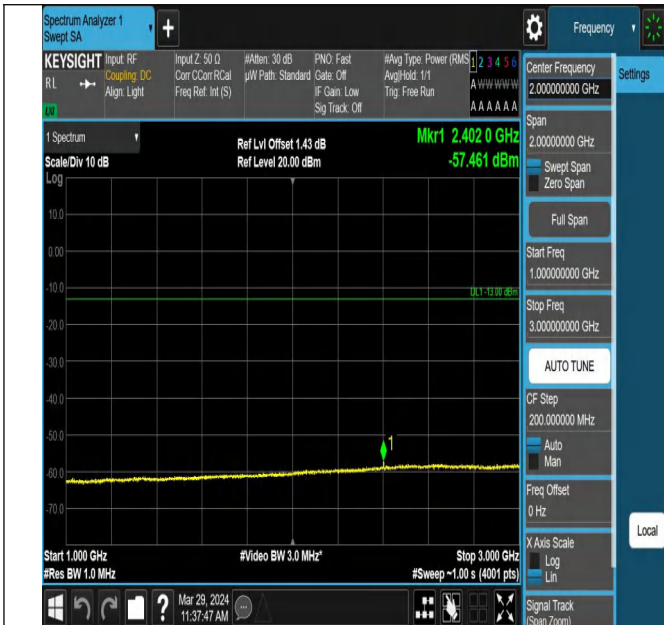 Spectrum Analyzer 1
Swept SA
Frequency
KEYSIGHT
RL
LXI
Input: RF
Coupling: DC
Align: Light
Input Z: 50 Ω
Corr CCorr RCal
Freq Ref: Int (S)
#Atten: 30 dB
µW Path: Standard
PNO: Fast
Gate: Off
IF Gain: Low
Sig Track: Off
#Avg Type: Power (RMS
Avg|Hold: 1/1
Trig: Free Run
1 2 3 4 5 6
A W W W W W
A A A A A A
1 Spectrum
Scale/Div 10 dB
Ref Lvl Offset 1.43 dB
Ref Level 20.00 dBm
Mkr1 2.402 0 GHz
-57.461 dBm
Log
10.0
0.00
-10.0
DL1 -13.00 dBm
-20.0
-30.0
-40.0
-50.0
1
-60.0
-70.0
Start 1.000 GHz
#Video BW 3.0 MHz*
Stop 3.000 GHz
#Res BW 1.0 MHz
#Sweep ~1.00 s (4001 pts)
Mar 29, 2024
11:37:47 AM
Center Frequency
2.000000000 GHz
Settings
Span
2.00000000 GHz
Swept Span
Zero Span
Full Span
Start Freq
1.000000000 GHz
Stop Freq
3.000000000 GHz
AUTO TUNE
CF Step
200.000000 MHz
Auto
Man
Freq Offset
0 Hz
Local
X Axis Scale
Log
Lin
Signal Track
(Span Zoom)